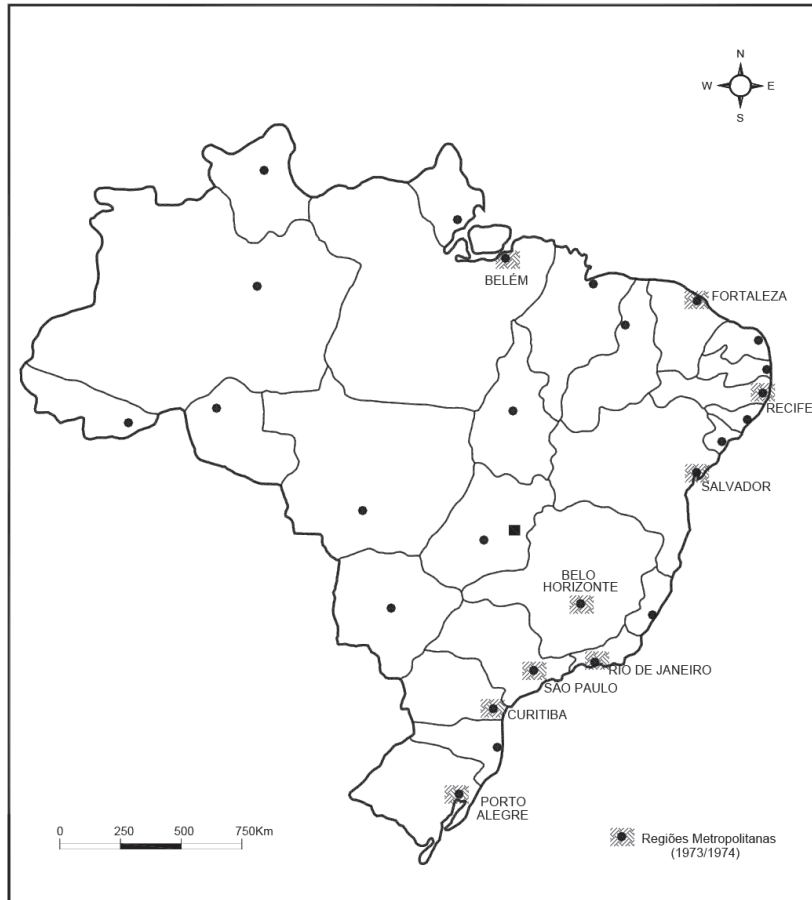 N
W E
S
BELÉM
FORTALEZA
RECIFE
SALVADOR
BELO
HORIZONTE
RIO DE JANEIRO
SAO PAULO
CURITIBA
PORTO
ALEGRE
0 250 500 750Km
Regiões Metropolitanas
(1973/1974)